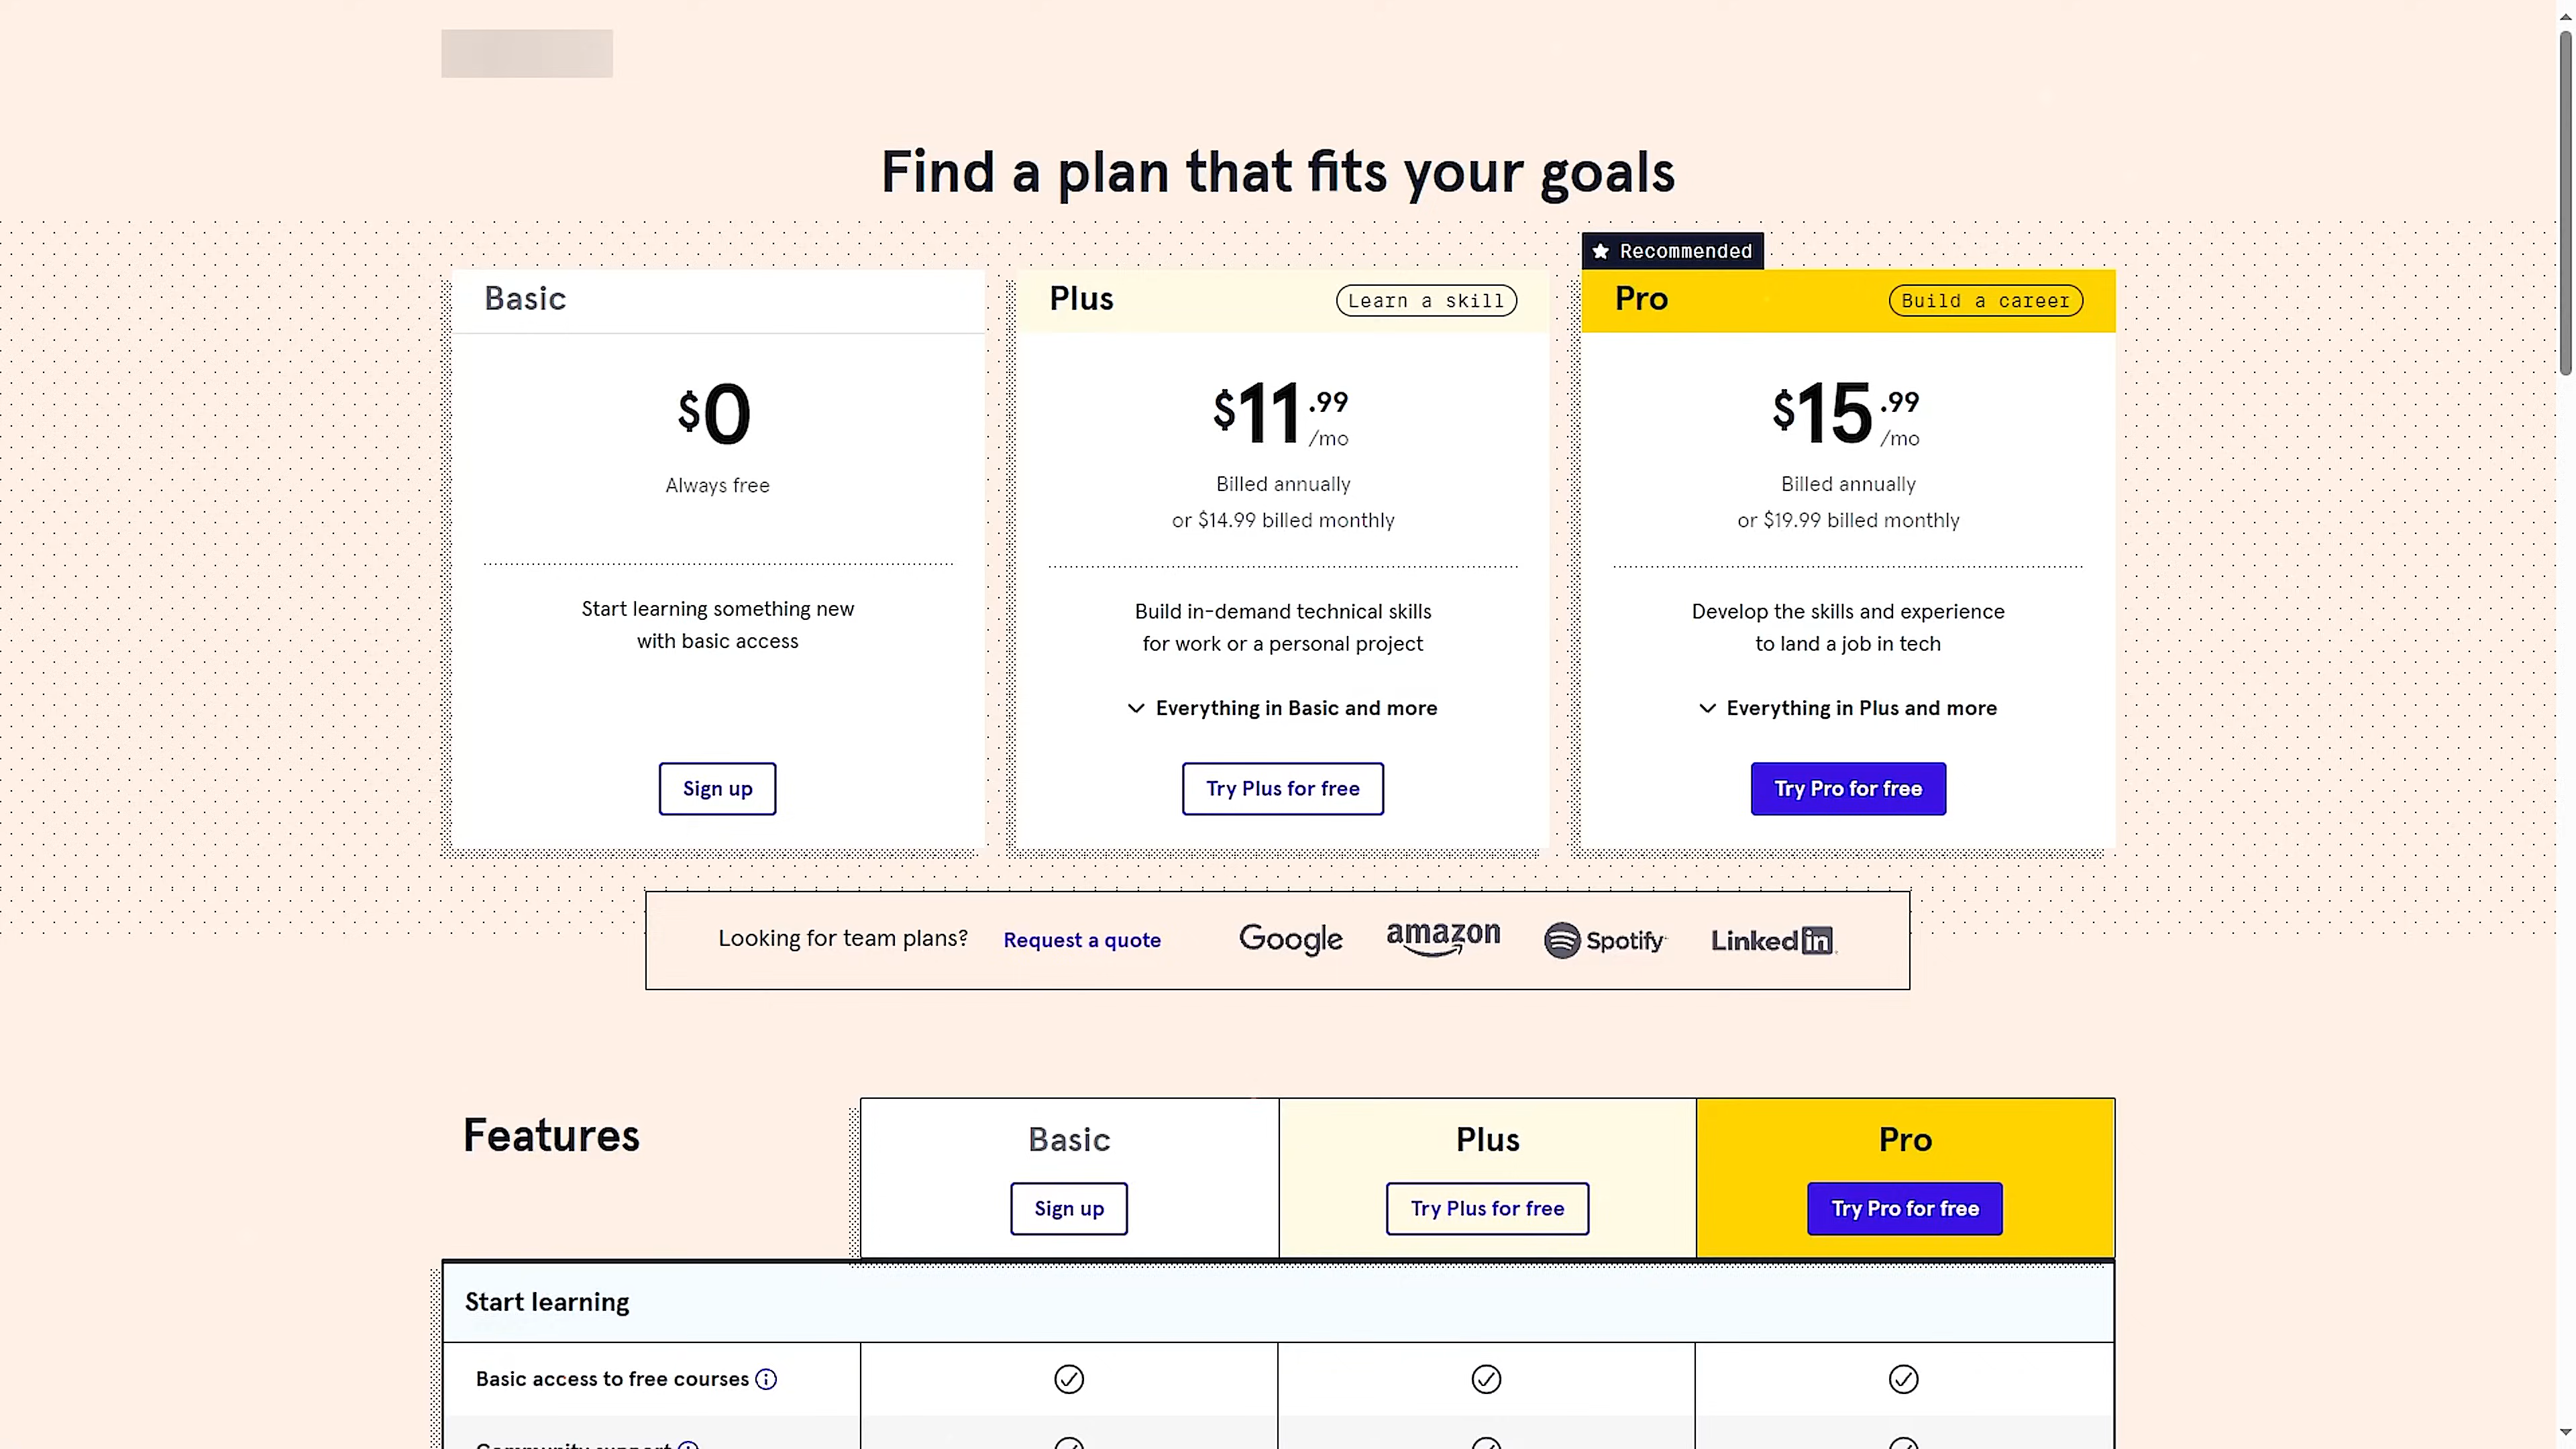 Find a plan that fits your goals
Basic
$0
Always free
Start learning something new
with basic access
Sign up
Plus
Learn a skill
$11.99
/mo
Billed annually
or $14.99 billed monthly
Build in-demand technical skills
for work or a personal project
Everything in Basic and more
Try Plus for free
Recommended
Pro
Build a career
$15.99
/mo
Billed annually
or $19.99 billed monthly
Develop the skills and experience
to land a job in tech
Everything in Plus and more
Try Pro for free
Looking for team plans? Request a quote Google amazon Spotify LinkedIn
Features
Basic
Sign up
Plus
Try Plus for free
Pro
Try Pro for free
Start learning
Basic access to free courses